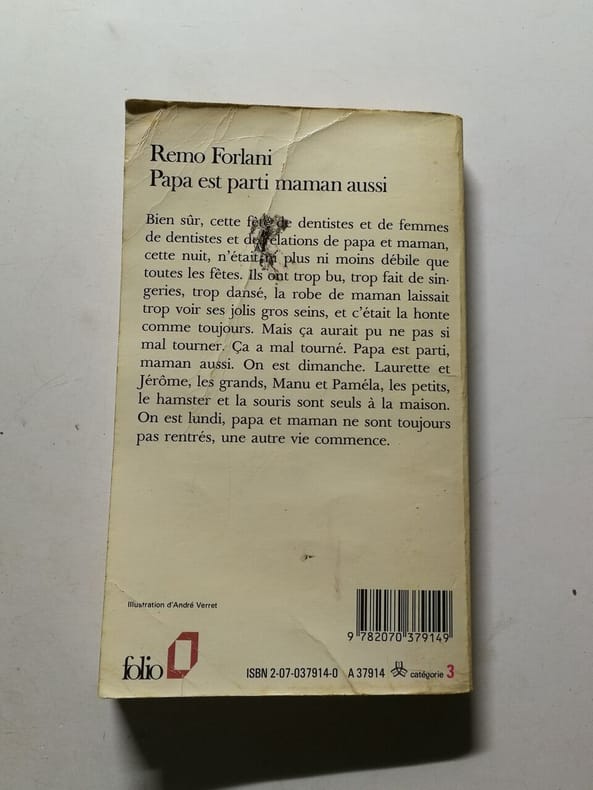 Remo Forlani
Papa est parti maman aussi
Bien sûr, cette fête de dentistes et de femmes
de dentistes et de relations de papa et maman,
cette nuit, n'était ni plus ni moins débile que
toutes les fêtes. Ils ont trop bu, trop fait de sin-
geries, trop dansé, la robe de maman laissait
trop voir ses jolis gros seins, et c'était la honte
comme toujours. Mais ça aurait pu ne pas si
mal tourner. Ça a mal tourné. Papa est parti,
maman aussi. On est dimanche. Laurette et
Jérôme, les grands, Manu et Paméla, les petits,
le hamster et la souris sont seuls à la maison.
On est lundi, papa et maman ne sont toujours
pas rentrés, une autre vie commence.
Illustration d'André Verret
9 782070 379149
folio
ISBN 2-07-037914-0 A 37914 catégorie 3